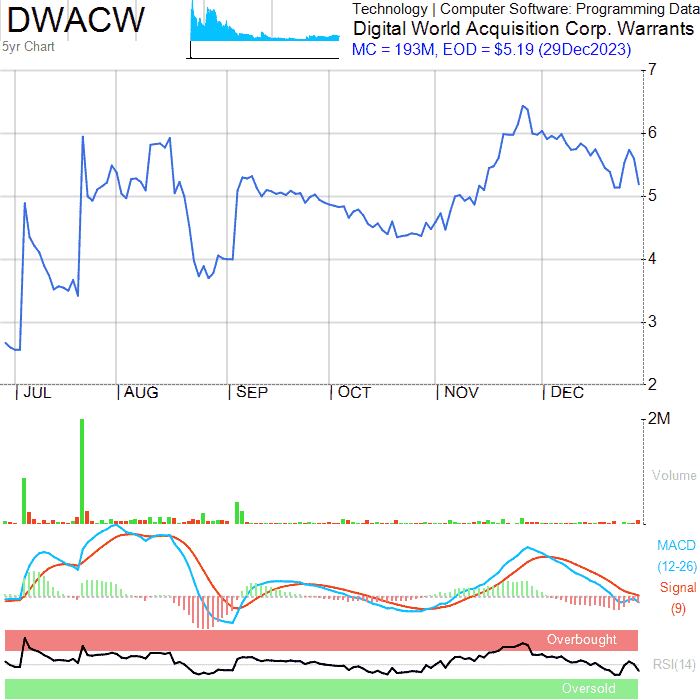 DWACW
5yr Chart
Technology | Computer Software: Programming Data
Digital World Acquisition Corp. Warrants
MC = 193M, EOD = $5.19 (29Dec2023)
7
6
5
4
3
2
JUL AUG SEP OCT NOV DEC
2M
Volume
MACD
(12-26)
Signal
(9)
Overbought
RSI(14)
Oversold